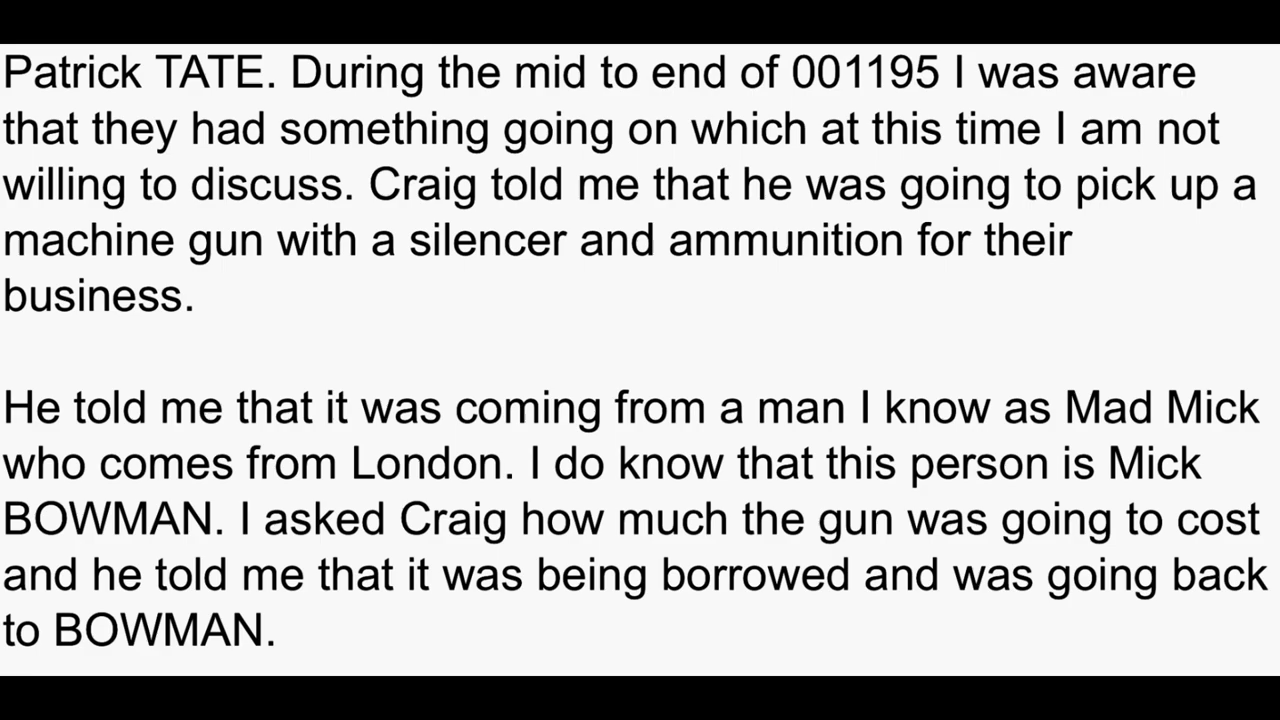 Patrick TATE. During the mid to end of 001195 I was aware
that they had something going on which at this time I am not
willing to discuss. Craig told me that he was going to pick up a
machine gun with a silencer and ammunition for their
business.
He told me that it was coming from a man I know as Mad Mick
who comes from London. I do know that this person is Mick
BOWMAN. I asked Craig how much the gun was going to cost
and he told me that it was being borrowed and was going back
to BOWMAN.